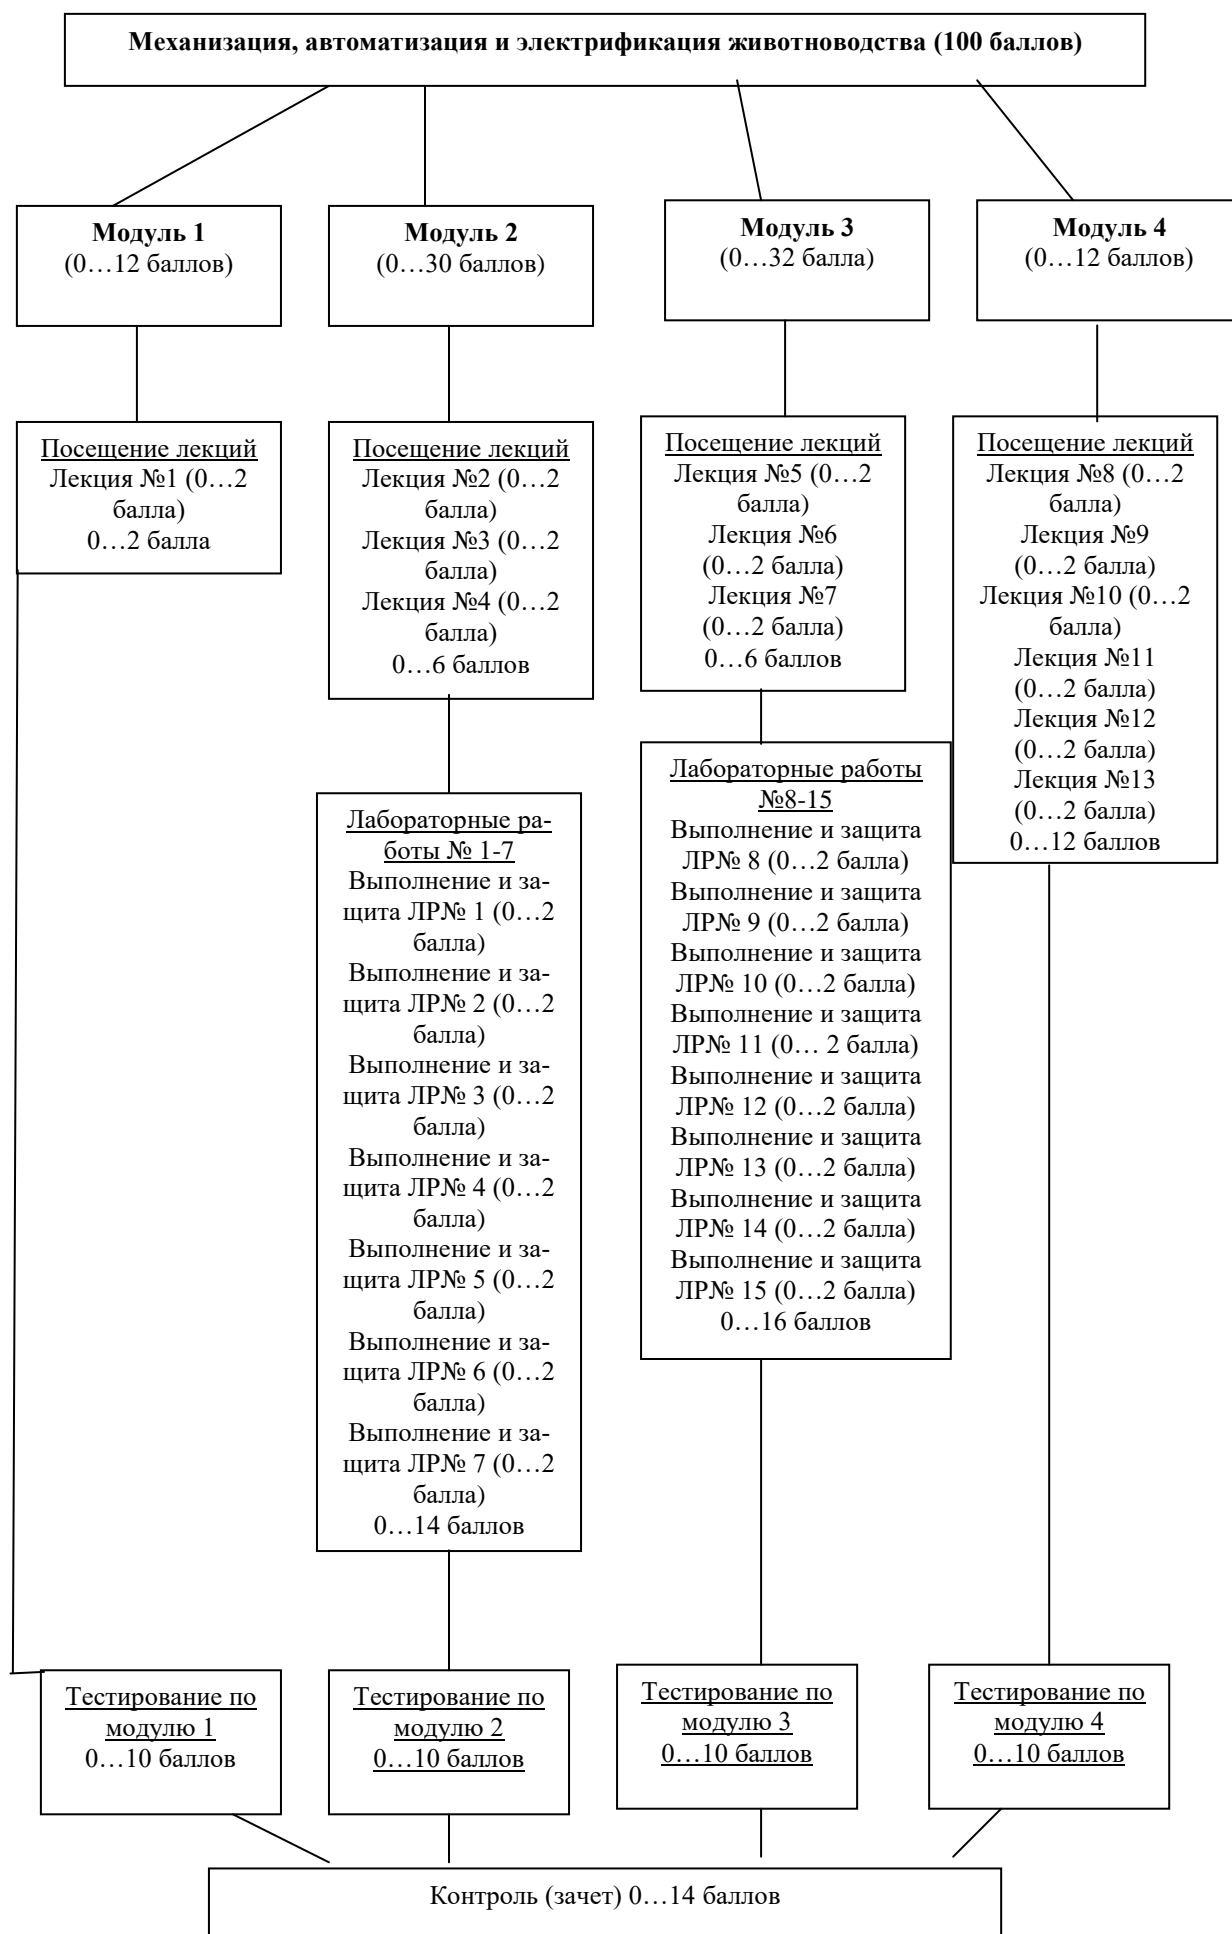 Механизация, автоматизация и электрификация животноводства (100 баллов)
Модуль 1
(0…12 баллов)
Модуль 2
(0…30 баллов)
Модуль 3
(0…32 балла)
Модуль 4
(0…12 баллов)
Посещение лекций
Лекция №1 (0…2
балла)
0…2 балла
Посещение лекций
Лекция №2 (0…2
балла)
Лекция №3 (0…2
балла)
Лекция №4 (0…2
балла)
0…6 баллов
Посещение лекций
Лекция №5 (0…2
балла)
Лекция №6
(0…2 балла)
Лекция №7
(0…2 балла)
0…6 баллов
Посещение лекций
Лекция №8 (0…2
балла)
Лекция №9
(0…2 балла)
Лекция №10 (0…2
балла)
Лекция №11
(0…2 балла)
Лекция №12
(0…2 балла)
Лекция №13
(0…2 балла)
0…12 баллов
Лабораторные ра-
боты № 1-7
Выполнение и за-
щита ЛР№ 1 (0…2
балла)
Выполнение и за-
щита ЛР№ 2 (0…2
балла)
Выполнение и за-
щита ЛР№ 3 (0…2
балла)
Выполнение и за-
щита ЛР№ 4 (0…2
балла)
Выполнение и за-
щита ЛР№ 5 (0…2
балла)
Выполнение и за-
щита ЛР№ 6 (0…2
балла)
Выполнение и за-
щита ЛР№ 7 (0…2
балла)
0…14 баллов
Лабораторные работы
№8-15
Выполнение и защита
ЛР№ 8 (0…2 балла)
Выполнение и защита
ЛР№ 9 (0…2 балла)
Выполнение и защита
ЛР№ 10 (0…2 балла)
Выполнение и защита
ЛР№ 11 (0… 2 балла)
Выполнение и защита
ЛР№ 12 (0…2 балла)
Выполнение и защита
ЛР№ 13 (0…2 балла)
Выполнение и защита
ЛР№ 14 (0…2 балла)
Выполнение и защита
ЛР№ 15 (0…2 балла)
0…16 баллов
Тестирование по
модулю 1
0…10 баллов
Тестирование по
модулю 2
0…10 баллов
Тестирование по
модулю 3
0…10 баллов
Тестирование по
модулю 4
0…10 баллов
Контроль (зачет) 0…14 баллов